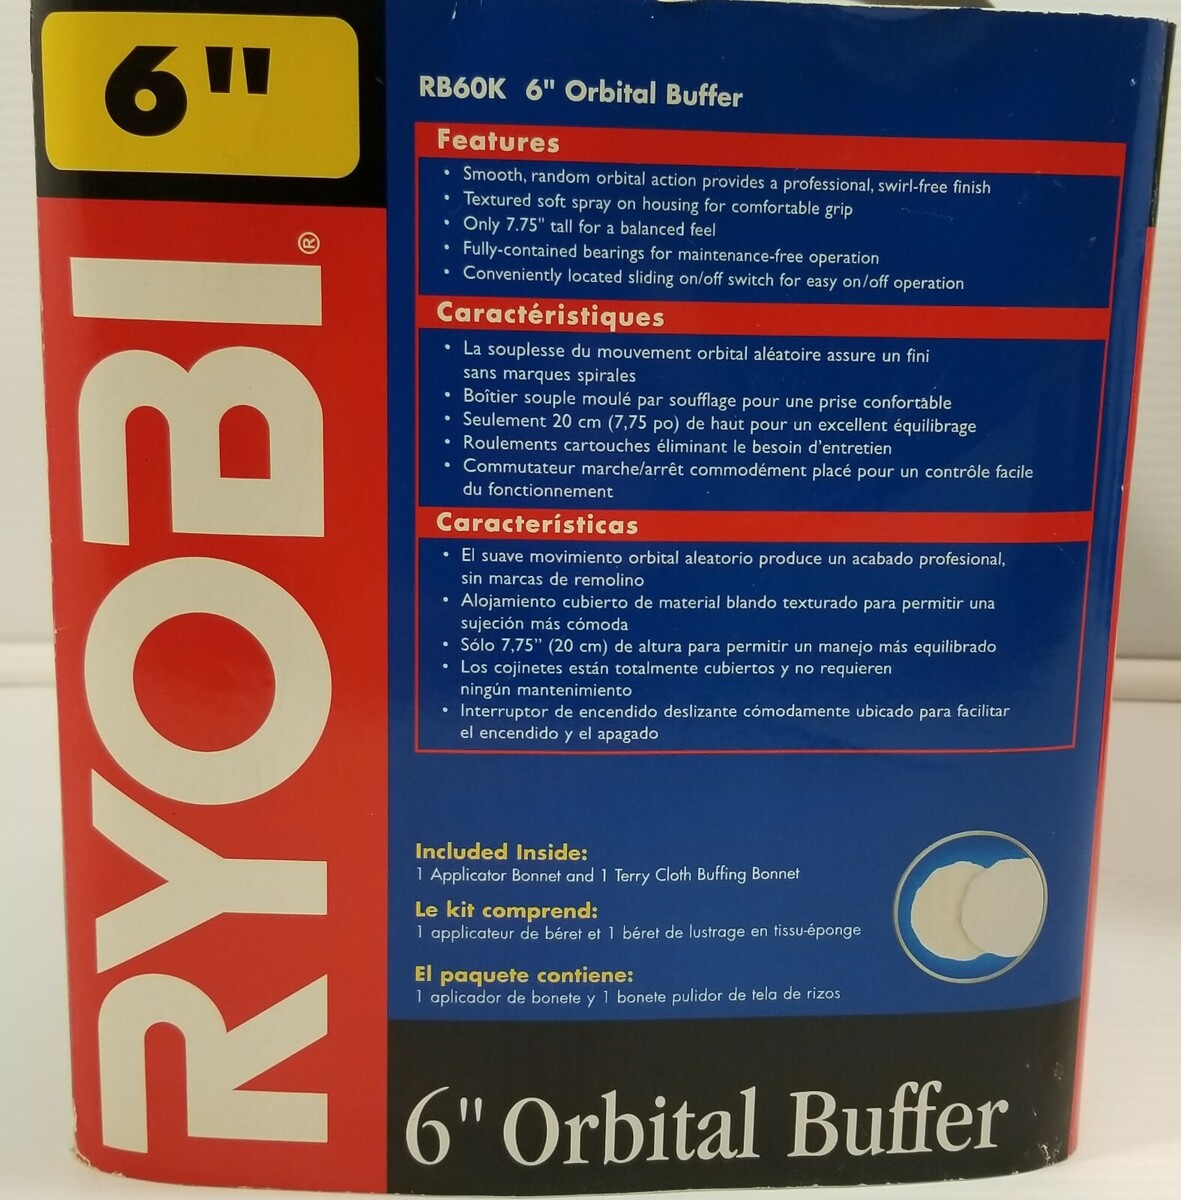 6"
RYOBI®
RB60K 6" Orbital Buffer
Features
• Smooth, random orbital action provides a professional, swirl-free finish
• Textured soft spray on housing for comfortable grip
• Only 7.75" tall for a balanced feel
• Fully-contained bearings for maintenance-free operation
• Conveniently located sliding on/off switch for easy on/off operation
Caractéristiques
• La souplesse du mouvement orbital aléatoire assure un fini
sans marques spirales
• Boîtier souple moulé par soufflage pour une prise confortable
• Seulement 20 cm (7,75 po) de haut pour un excellent équilibrage
• Roulements cartouches éliminant le besoin d'entretien
• Commutateur marche/arrêt commodément placé pour un contrôle facile
du fonctionnement
Características
• El suave movimiento orbital aleatorio produce un acabado profesional,
sin marcas de remolino
• Alojamiento cubierto de material blando texturado para permitir una
sujeción más cómoda
• Sólo 7,75" (20 cm) de altura para permitir un manejo más equilibrado
• Los cojinetes están totalmente cubiertos y no requieren
ningún mantenimiento
• Interruptor de encendido deslizante cómodamente ubicado para facilitar
el encendido y el apagado
Included Inside:
1 Applicator Bonnet and 1 Terry Cloth Buffing Bonnet
Le kit comprend:
1 applicateur de béret et 1 béret de lustrage en tissu-éponge
El paquete contiene:
1 aplicador de bonete y 1 bonete pulidor de tela de rizos
6" Orbital Buffer